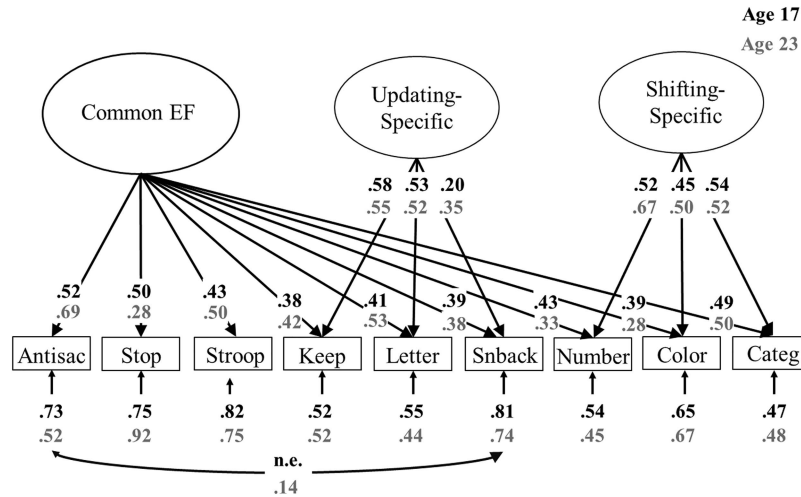 Age 17
Age 23
Common EF
Updating-
Specific
Shifting-
Specific
.58 .53 .20
.55 .52 .35
.52 .45 .54
.67 .50 .52
.52 .50 .43 .38 .41 .39 .43 .39 .49
.69 .28 .50 .42 .53 .38 .33 .28 .50
Antisac Stop Stroop Keep Letter Snback Number Color Categ
.73 .75 .82 .52 .55 .81 .54 .65 .47
.52 .92 .75 .52 .44 .74 .45 .67 .48
n.e.
.14